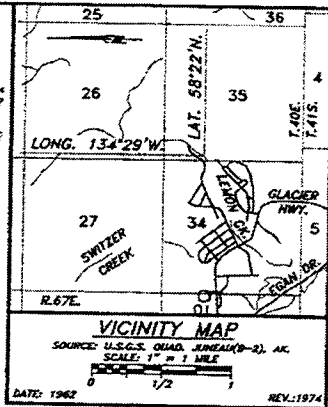 25
36
26
35
LAT. 58°22'N.
T.40E.
T.41S.
4
LONG. 134°29'W.
LEMON CK.
GLACIER
HWY.
27
34
5
SWITZER
CREEK
EGAN DR.
R.67E.
VICINITY MAP
SOURCE: U.S.G.S. QUAD. JUNEAU(B-2), AK.
SCALE: 1" = 1 MILE
0 1/2 1
DATE: 1962
REV.:1974